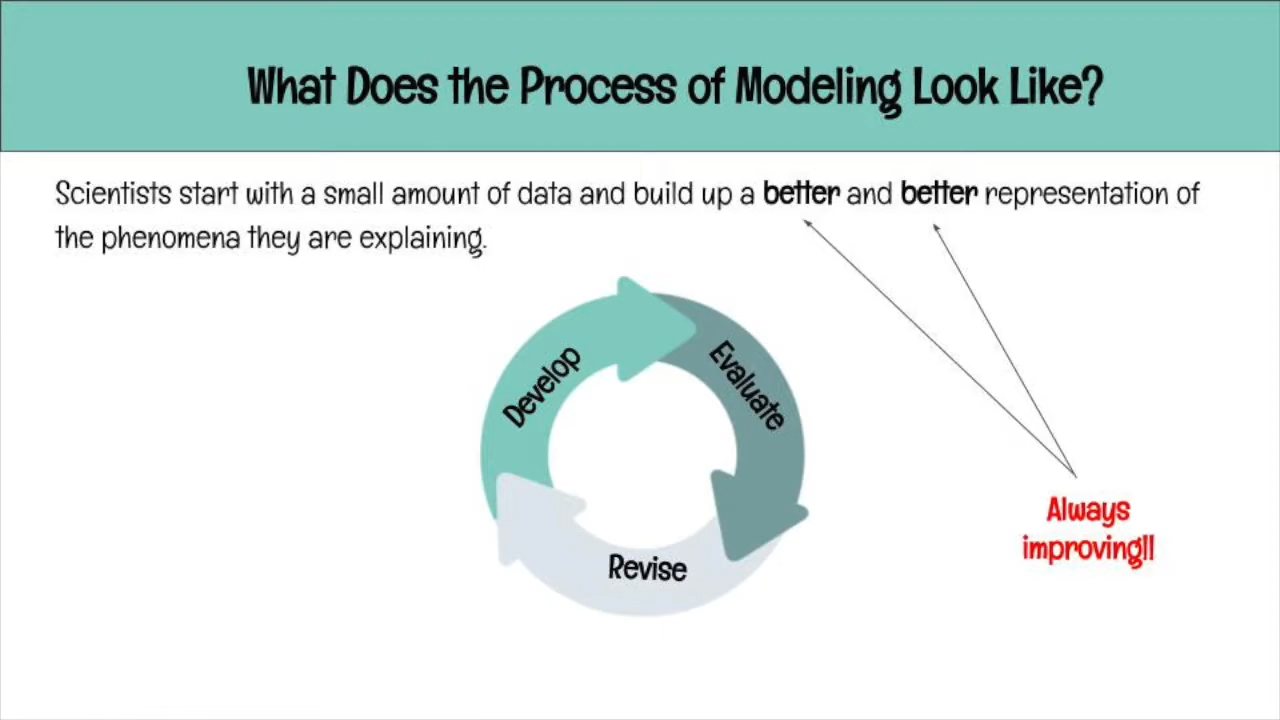 What Does the Process of Modeling Look Like?
Scientists start with a small amount of data and build up a better and better representation of
the phenomena they are explaining.
Develop
Evaluate
Revise
Always
improving!!